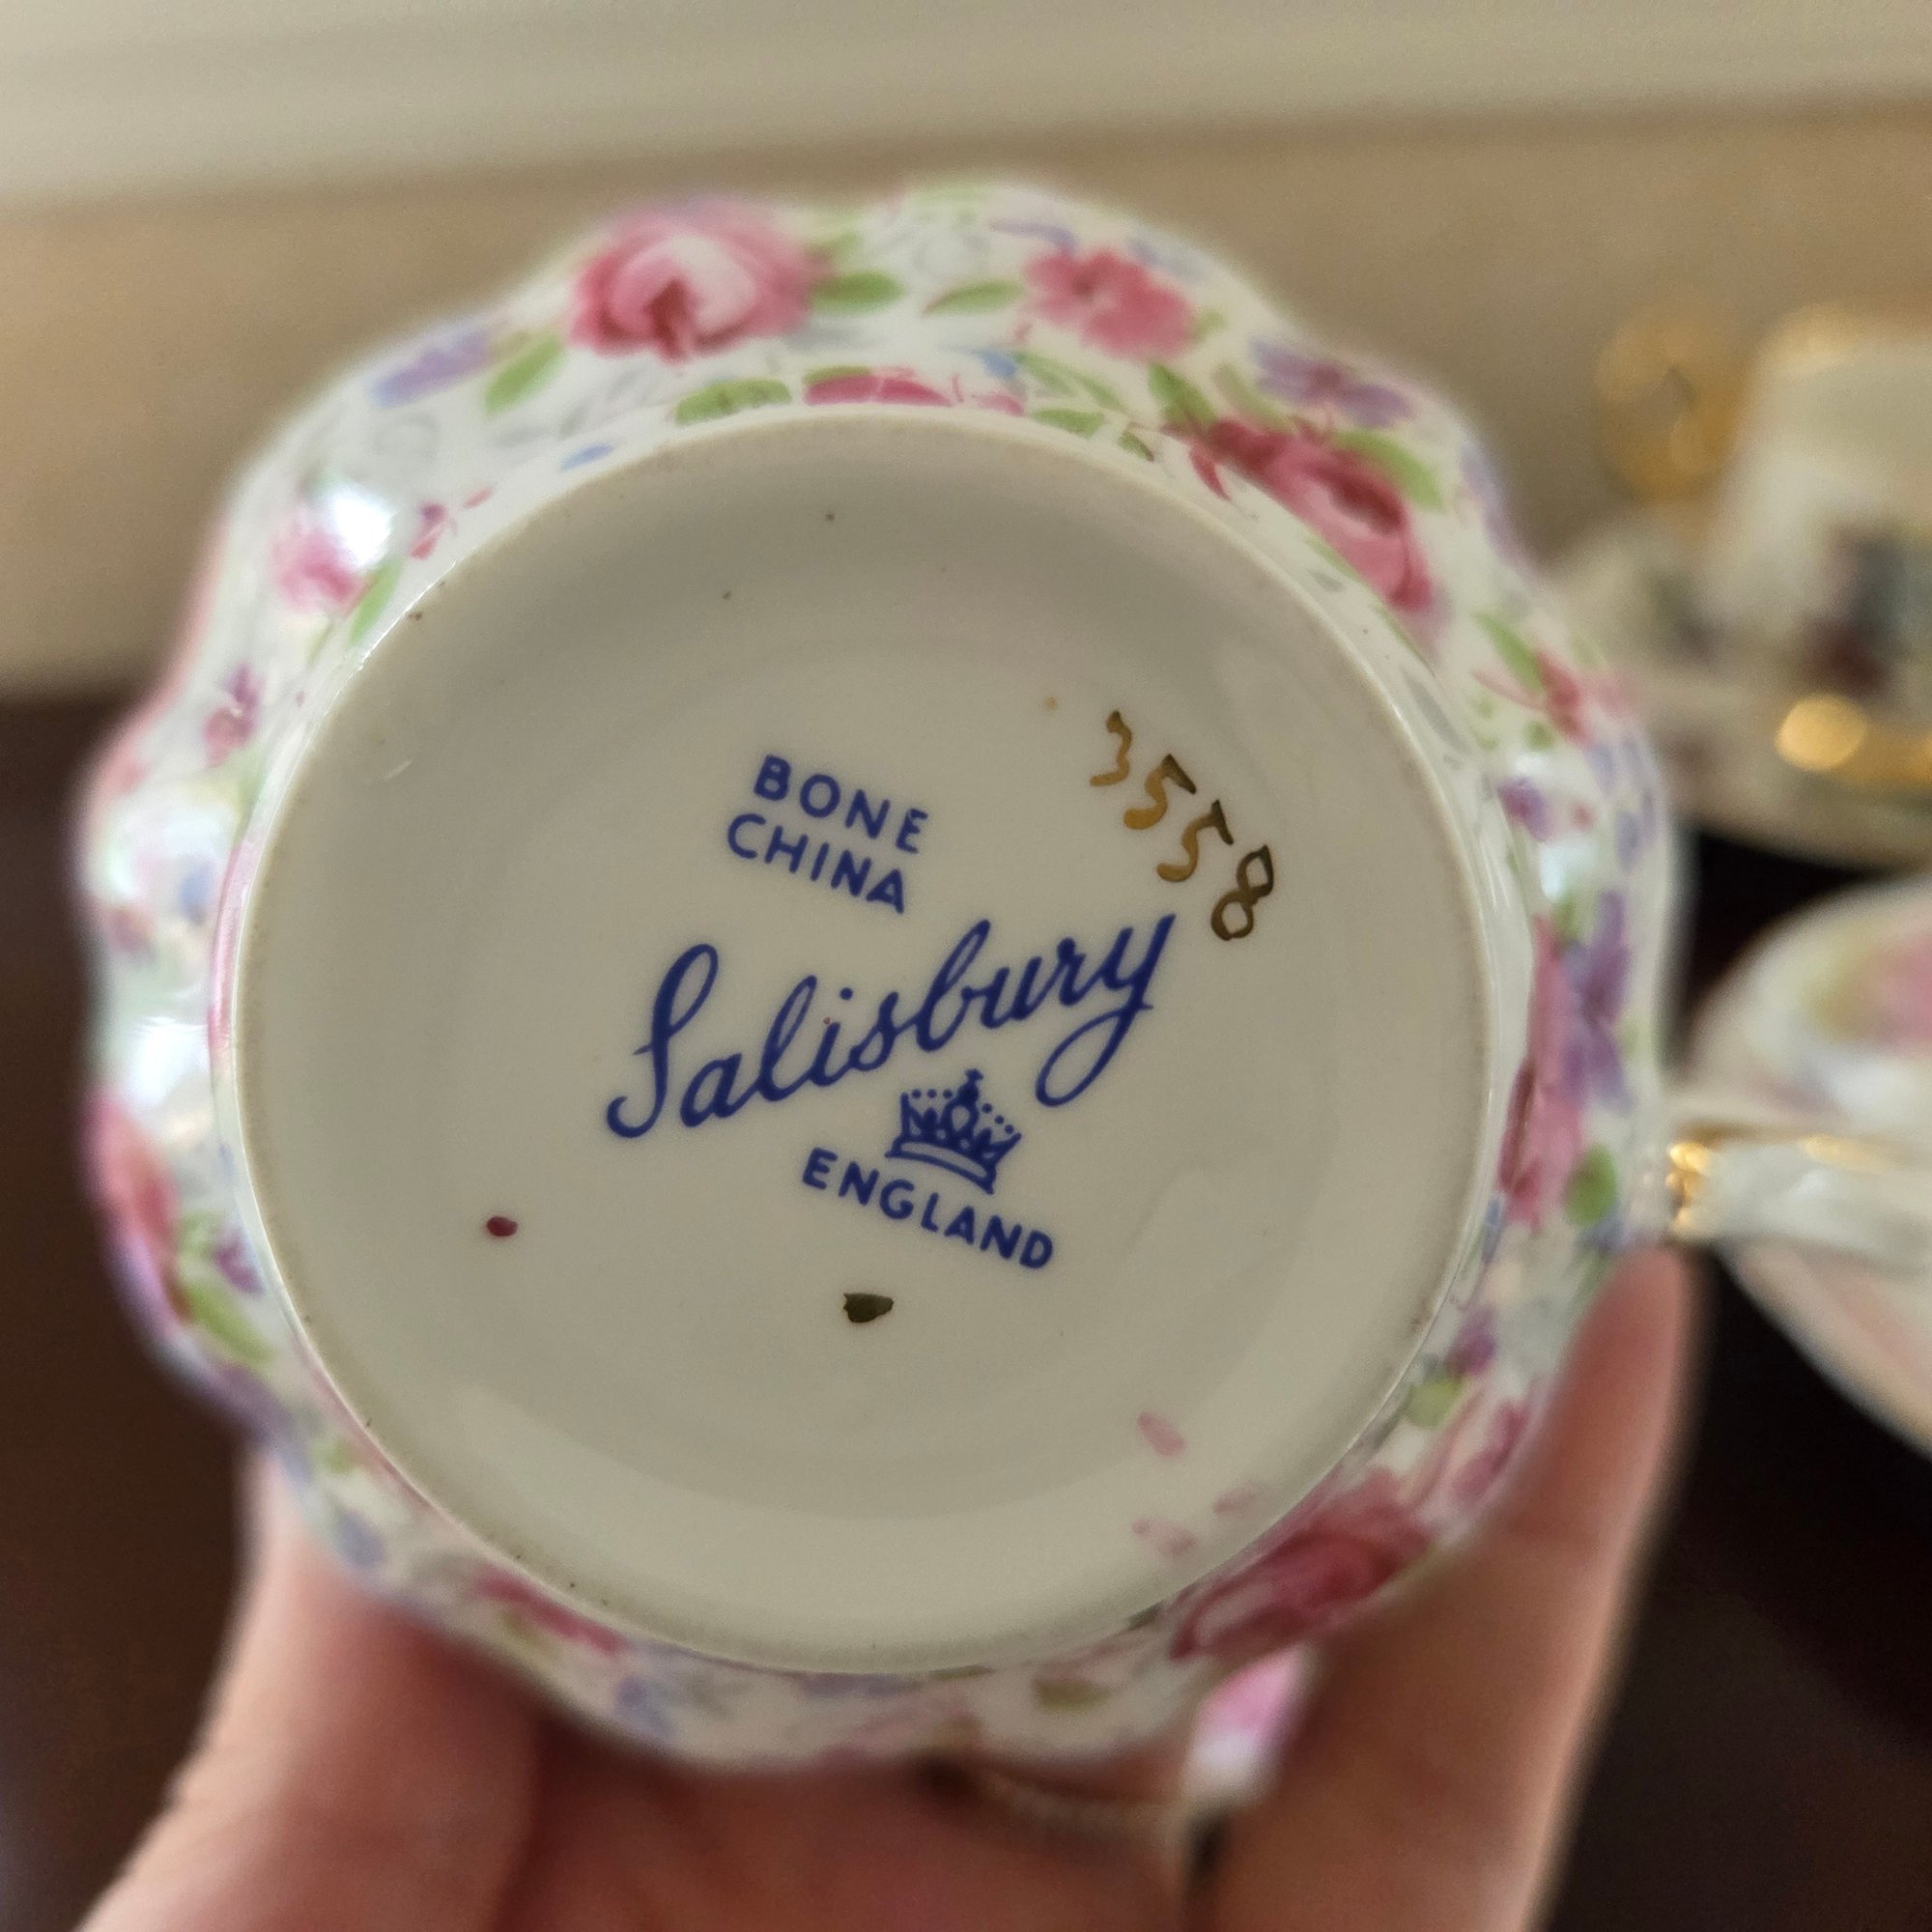 3558
BONE
CHINA
Salisbury
ENGLAND